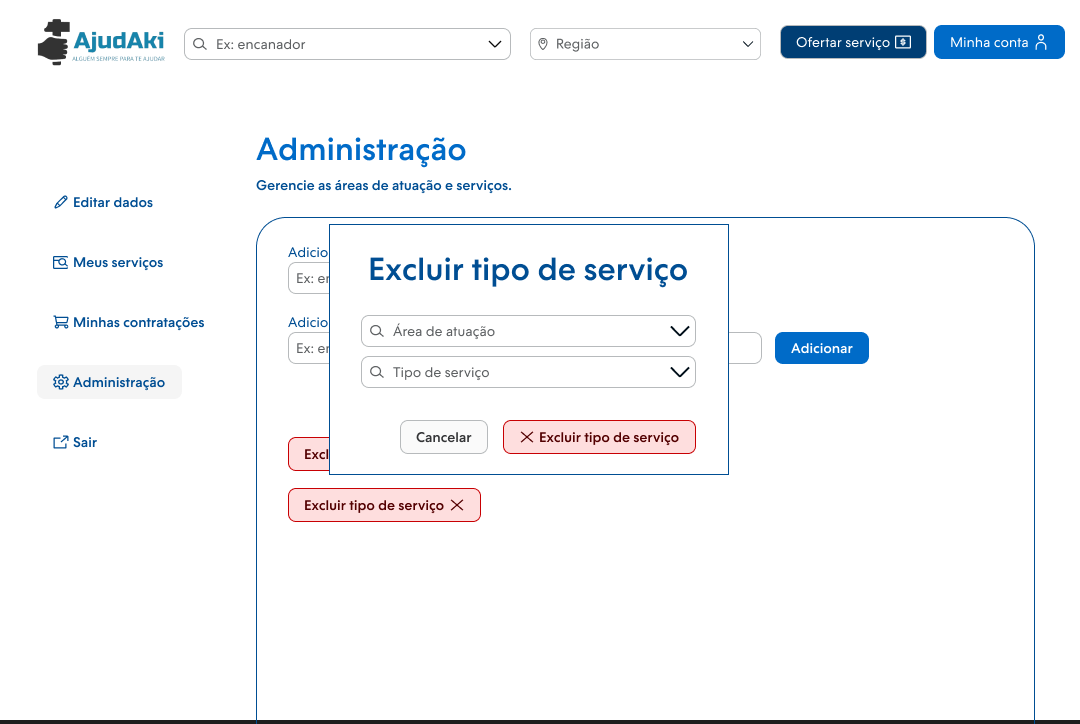 AjudAki
ALGUÉM SEMPRE PARA TE AJUDAR
Ex: encanador
Região
Ofertar serviço
Minha conta
Administração
Gerencie as áreas de atuação e serviços.
Editar dados
Meus serviços
Minhas contratações
Administração
Sair
Adicio
Ex: en
Adicio
Ex: en
Adicionar
Excluir tipo de serviço
Área de atuação
Tipo de serviço
Cancelar
Excluir tipo de serviço
Excl
Excluir tipo de serviço